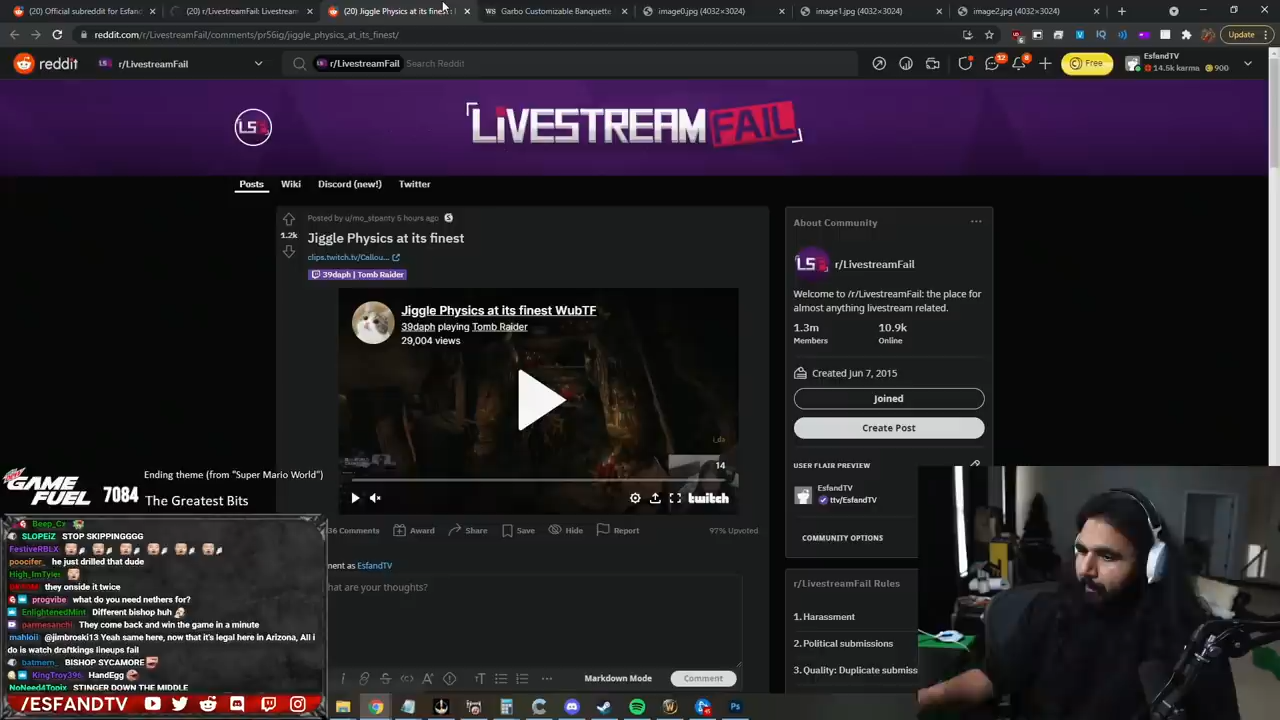 (20) Official subreddit for Esfand
(20) r/LivestreamFail: Livestream
(20) Jiggle Physics at its finest
WS Garbo Customizable Banquette
image0.jpg (4032×3024)
image1.jpg (4032×3024)
image2.jpg (4032×3024)
reddit.com/r/LivestreamFail/comments/pr56ig/jiggle_physics_at_its_finest/
Update
reddit
r/LivestreamFail
r/LivestreamFail Search Reddit
12
8
Free
EsfandTV
14.5k karma 900
LS
LIVESTREAM FAIL
Posts Wiki Discord (new!) Twitter
Posted by u/mo_stpanty 5 hours ago
1.2k
Jiggle Physics at its finest
clips.twitch.tv/Callou...
39daph | Tomb Raider
Jiggle Physics at its finest WubTF
39daph playing Tomb Raider
29,004 views
14
twitch
36 Comments Award Share Save Hide Report 97% Upvoted
ment as EsfandTV
hat are your thoughts?
Markdown Mode Comment
About Community
r/LivestreamFail
Welcome to /r/LivestreamFail: the place for
almost anything livestream related.
1.3m 10.9k
Members Online
Created Jun 7, 2015
Joined
Create Post
USER FLAIR PREVIEW
EsfandTV
ttv/EsfandTV
COMMUNITY OPTIONS
r/LivestreamFail Rules
1. Harassment
2. Political submissions
3. Quality: Duplicate submiss
GAME FUEL 7084
Ending theme (from "Super Mario World")
The Greatest Bits
Beep_Cz
SLOPEiZ STOP SKIPPINGGGG
FestiveRBLX
poocifer_ he just drilled that dude
High_ImTyler
they onside it twice
progvibe what do you need nethers for?
EnlightenedMint Different bishop huh
parmesanchi They come back and win the game in a minute
mahloii @jimbroski13 Yeah same here, now that it's legal here in Arizona, All i
do is watch draftkings lineups fail
batmern_ BISHOP SYCAMORE
KingTroy396 HandEgg
NoNeed4Topix STINGER DOWN THE MIDDLE
/ESFANDTV